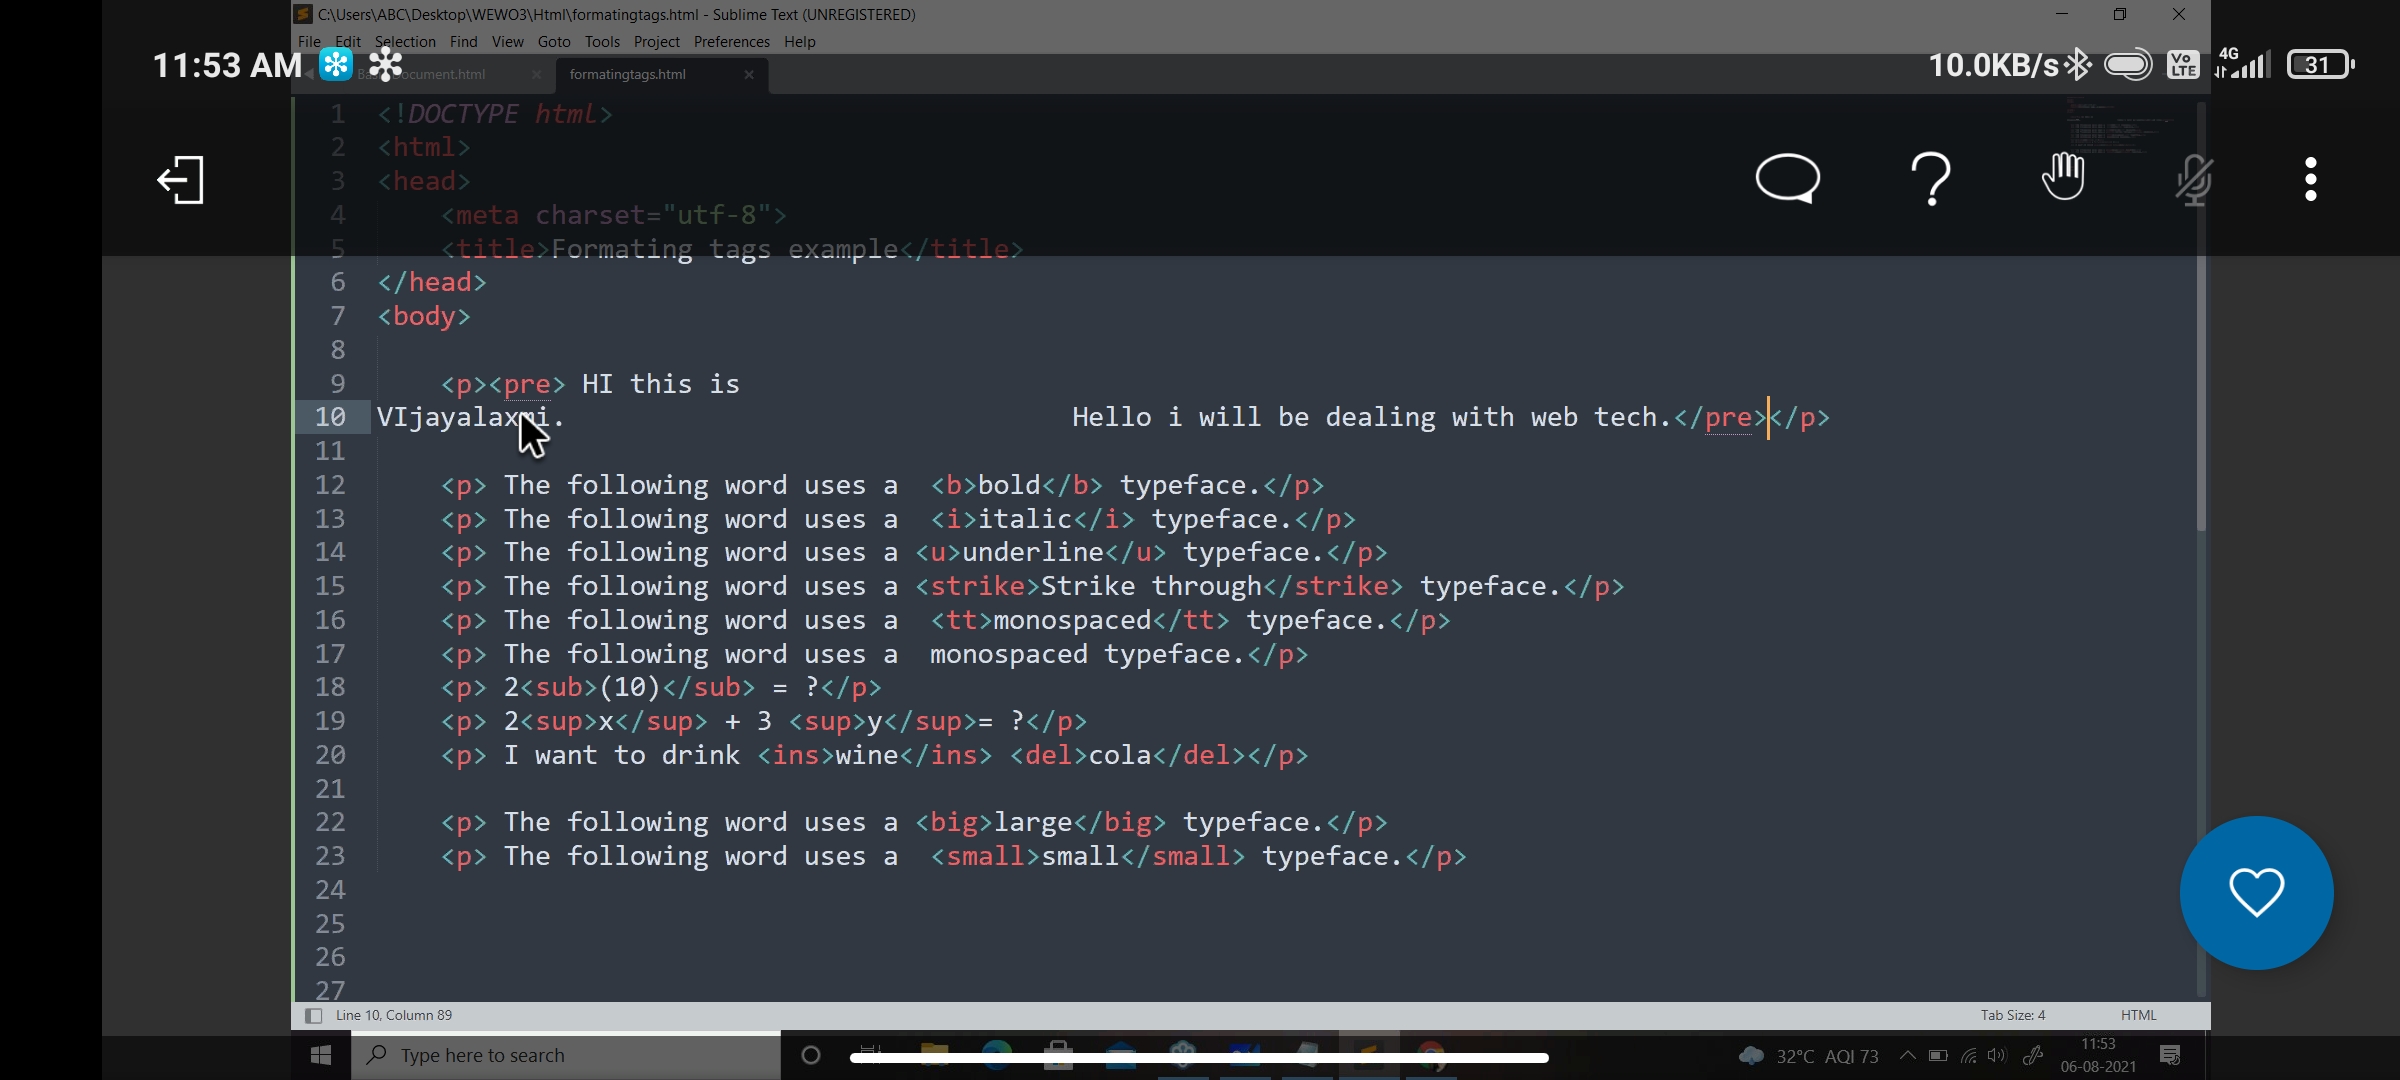 C:\Users\ABC\Desktop\WEWO3\Html\formatingtags.html - Sublime Text (UNREGISTERED)
File Edit Selection Find View Goto Tools Project Preferences Help
11:53 AM
10.0KB/s Vo LTE 4G 31
formatingtags.html
1 <!DOCTYPE html>
2 <html>
3 <head>
4 <meta charset="utf-8">
5 <title>Formating tags example</title>
6 </head>
7 <body>
8
9 <p><pre> HI this is
10 VIjayalaxmi. Hello i will be dealing with web tech.</pre></p>
11
12 <p> The following word uses a <b>bold</b> typeface.</p>
13 <p> The following word uses a <i>italic</i> typeface.</p>
14 <p> The following word uses a <u>underline</u> typeface.</p>
15 <p> The following word uses a <strike>Strike through</strike> typeface.</p>
16 <p> The following word uses a <tt>monospaced</tt> typeface.</p>
17 <p> The following word uses a monospaced typeface.</p>
18 <p> 2<sub>(10)</sub> = ?</p>
19 <p> 2<sup>x</sup> + 3 <sup>y</sup>= ?</p>
20 <p> I want to drink <ins>wine</ins> <del>cola</del></p>
21
22 <p> The following word uses a <big>large</big> typeface.</p>
23 <p> The following word uses a <small>small</small> typeface.</p>
24
25
26
27
Line 10, Column 89 Tab Size: 4 HTML
Type here to search 32°C AQI 73 11:53
06-08-2021